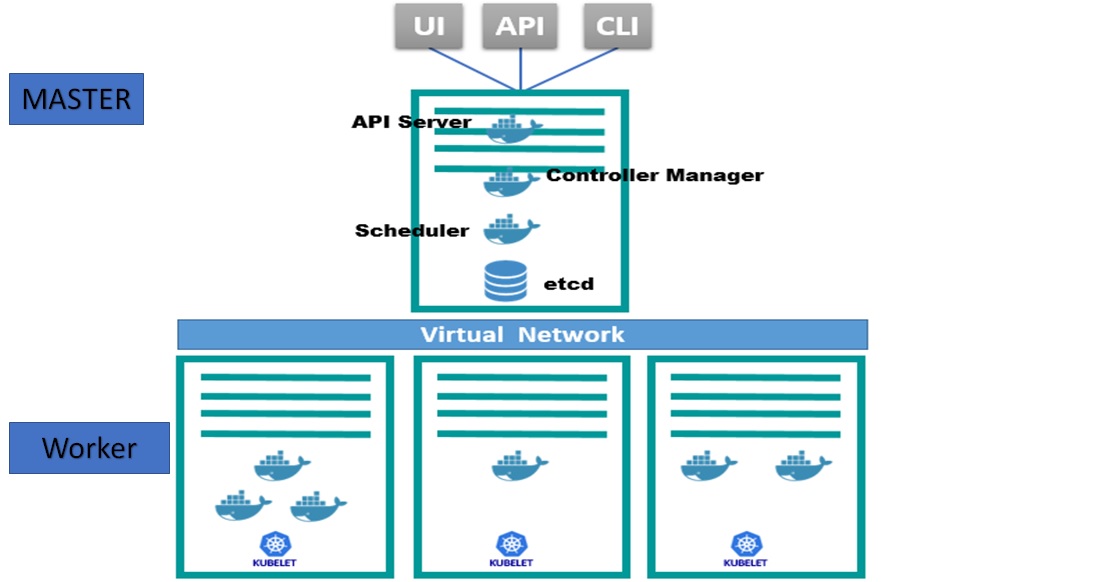 UI
API
CLI
MASTER
API Server
Controller Manager
Scheduler
etcd
Virtual Network
Worker
KUBELET
KUBELET
KUBELET